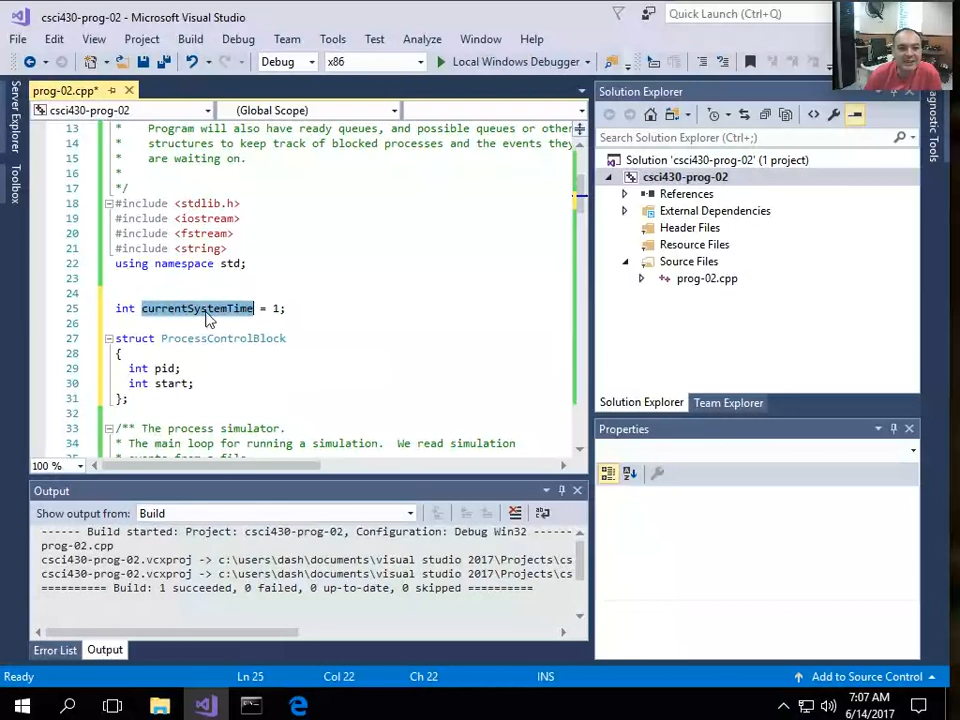 csci430-prog-02 - Microsoft Visual Studio
Quick Launch (Ctrl+Q)
File Edit View Project Build Debug Team Tools Test Analyze Window Help
Debug x86 Local Windows Debugger
Server Explorer
Toolbox
prog-02.cpp*
csci430-prog-02 (Global Scope)
13 * Program will also have ready queues, and possible queues or other
14 * structures to keep track of blocked processes and the events they
15 * are waiting on.
16 *
17 */
18 #include <stdlib.h>
19 #include <iostream>
20 #include <fstream>
21 #include <string>
22 using namespace std;
23
24
25 int currentSystemTime = 1;
26
27 struct ProcessControlBlock
28 {
29 int pid;
30 int start;
31 };
32
33 /** The process simulator.
34 * The main loop for running a simulation. We read simulation
100 %
Output
Show output from: Build
------ Build started: Project: csci430-prog-02, Configuration: Debug Win32
prog-02.cpp
csci430-prog-02.vcxproj -> c:\users\dash\documents\visual studio 2017\Projects\cs
csci430-prog-02.vcxproj -> c:\users\dash\documents\visual studio 2017\Projects\cs
========== Build: 1 succeeded, 0 failed, 0 up-to-date, 0 skipped ==========
Error List Output
Solution Explorer
Search Solution Explorer (Ctrl+;)
Solution 'csci430-prog-02' (1 project)
csci430-prog-02
References
External Dependencies
Header Files
Resource Files
Source Files
prog-02.cpp
Solution Explorer Team Explorer
Properties
Tools
Ready Ln 25 Col 22 Ch 22 INS Add to Source Control
7:07 AM
6/14/2017